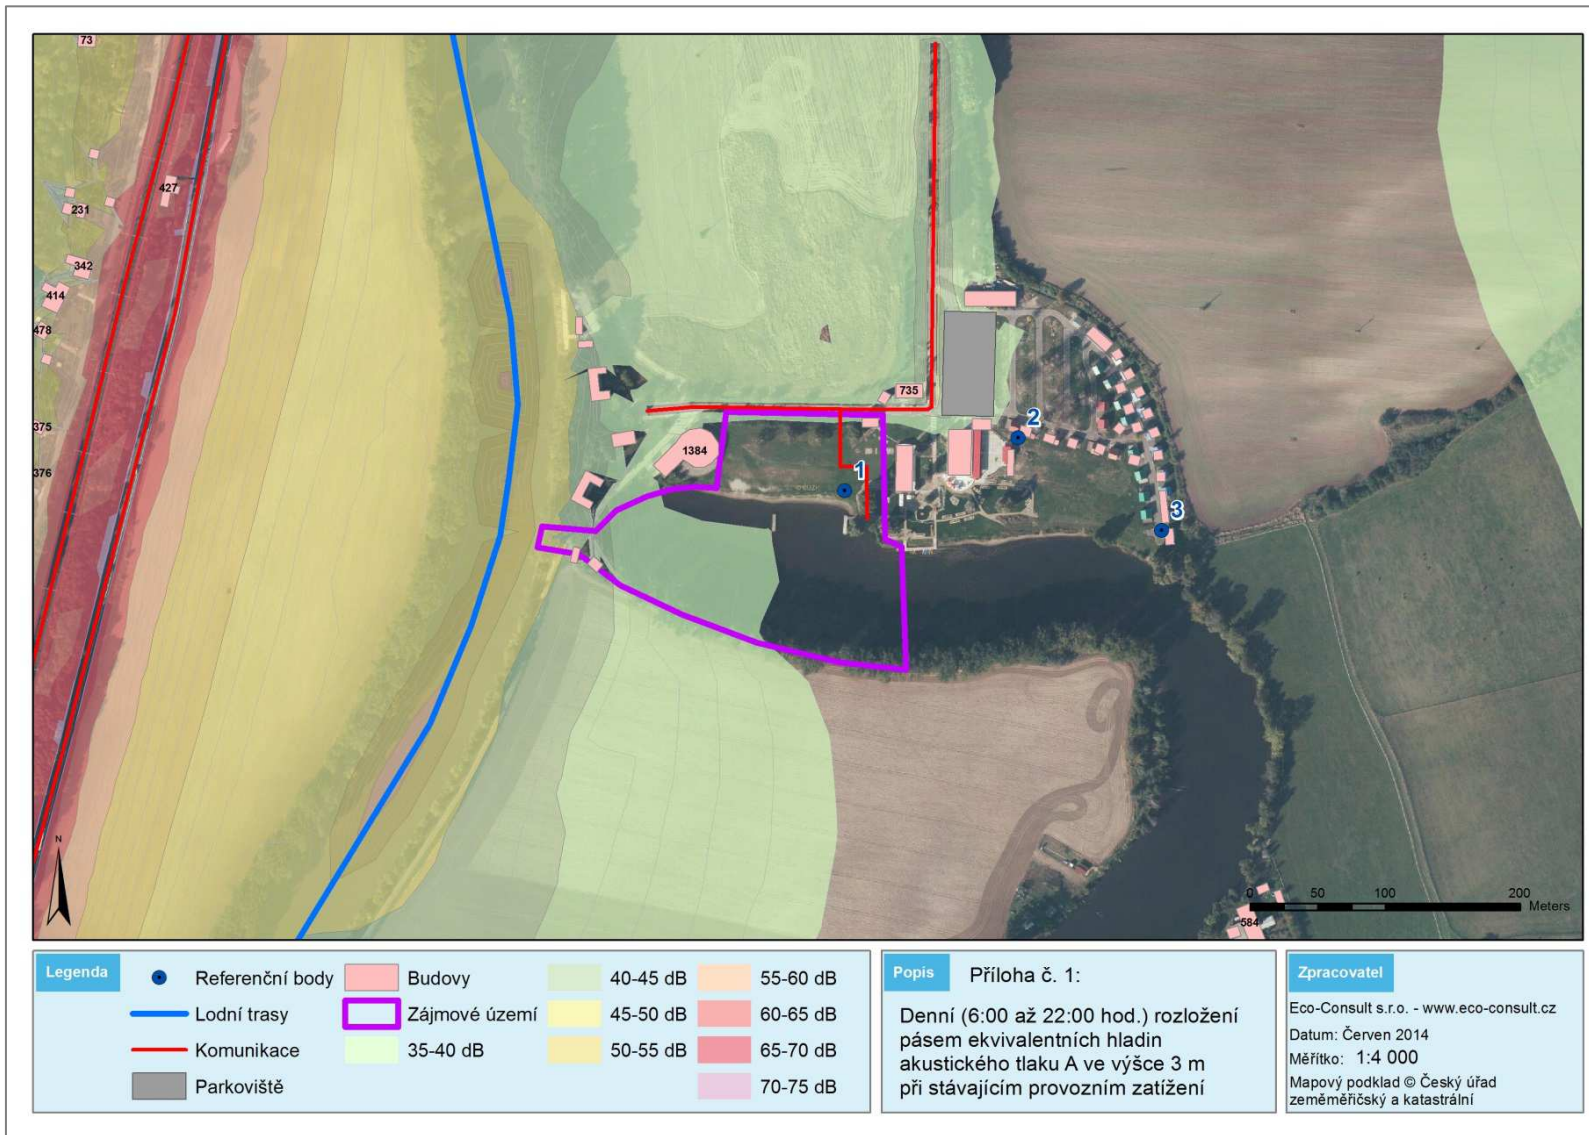 73
427
231
342
414
478
375
376
735
1384
1
2
3
584
N
0 50 100 200
Meters
Legenda
Referenční body
Lodní trasy
Komunikace
Parkoviště
Budovy
Zájmové území
35-40 dB
40-45 dB
45-50 dB
50-55 dB
55-60 dB
60-65 dB
65-70 dB
70-75 dB
Popis
Příloha č. 1:
Denní (6:00 až 22:00 hod.) rozložení
pásem ekvivalentních hladin
akustického tlaku A ve výšce 3 m
při stávajícím provozním zatížení
Zpracovatel
Eco-Consult s.r.o. - www.eco-consult.cz
Datum: Červen 2014
Měřítko: 1:4 000
Mapový podklad © Český úřad
zeměměřičský a katastrální